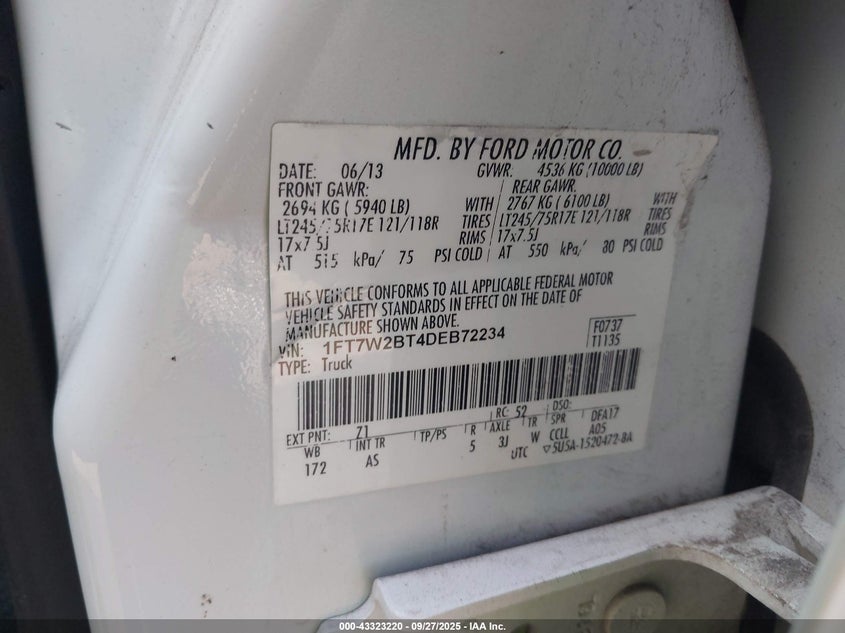 MFD. BY FORD MOTOR CO.
DATE: 06/13 GVWR: 4536 KG (10000 LB)
FRONT GAWR: REAR GAWR:
2694 KG ( 5940 LB) WITH 2767 KG ( 6100 LB) WITH
LT245/75R17E 121/118R TIRES LT245/75R17E 121/118R TIRES
17x7.5J RIMS 17x7.5J RIMS
AT 515 kPa/ 75 PSI COLD AT 550 kPa/ 80 PSI COLD
THIS VEHICLE CONFORMS TO ALL APPLICABLE FEDERAL MOTOR
VEHICLE SAFETY STANDARDS IN EFFECT ON THE DATE OF
MANUFACTURE SHOWN ABOVE.
VIN: 1FT7W2BT4DEB72234 F0737
TYPE: Truck T1135
EXT PNT: Z1 RC: 52 DSO:
WB INT TR TP/PS R AXLE TR SPR DFA17
172 AS 5 3J W CCLL A05
UTC ▽5U5A-1520472-BA
000-43323220 - 09/27/2025 - IAA Inc.